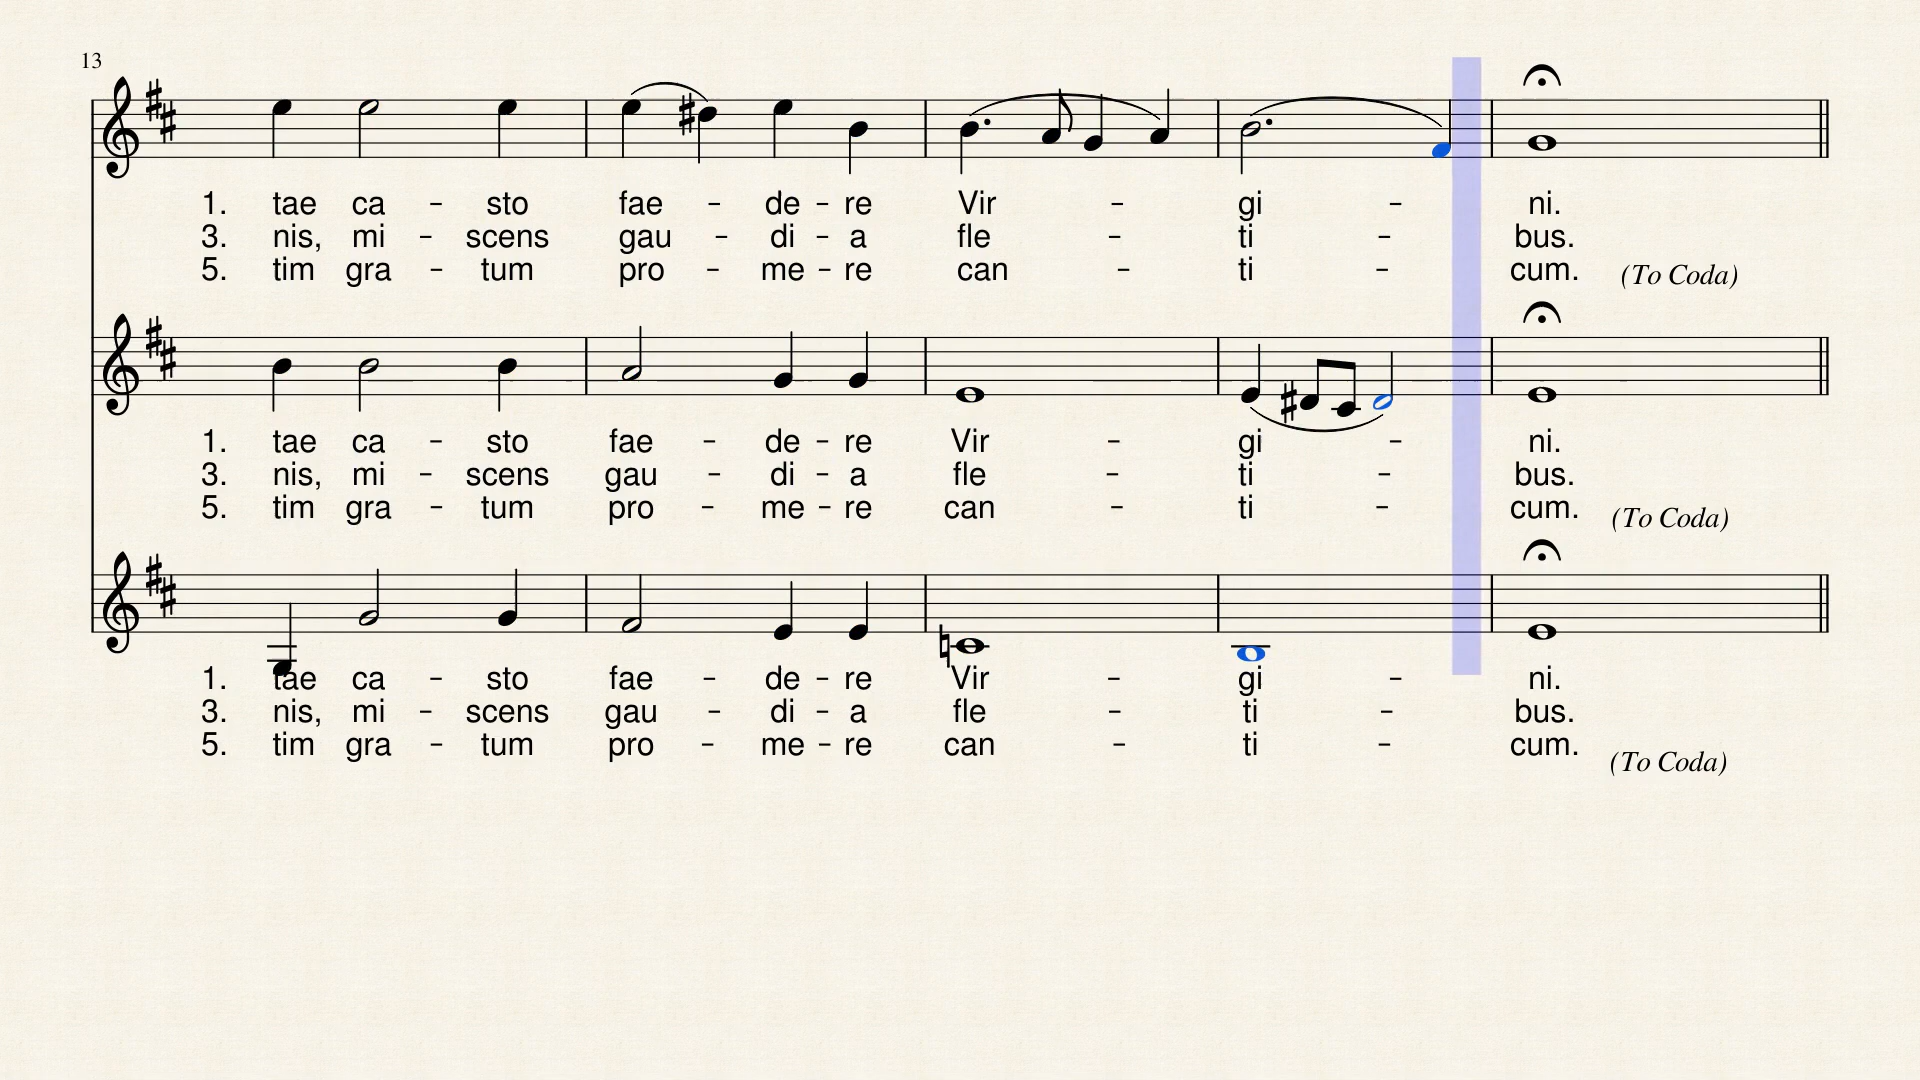 13
1. tae ca - sto fae - de - re Vir - gi - ni.
3. nis, mi - scens gau - di - a fle - ti - bus.
5. tim gra - tum pro - me - re can - ti - cum. (To Coda)
1. tae ca - sto fae - de - re Vir - gi - ni.
3. nis, mi - scens gau - di - a fle - ti - bus.
5. tim gra - tum pro - me - re can - ti - cum. (To Coda)
1. tae ca - sto fae - de - re Vir - gi - ni.
3. nis, mi - scens gau - di - a fle - ti - bus.
5. tim gra - tum pro - me - re can - ti - cum. (To Coda)